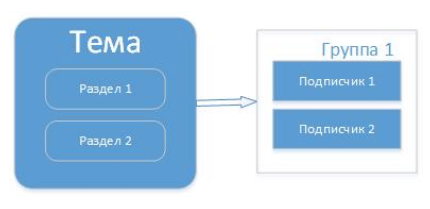 Тема
Раздел 1
Раздел 2
Группа 1
Подписчик 1
Подписчик 2